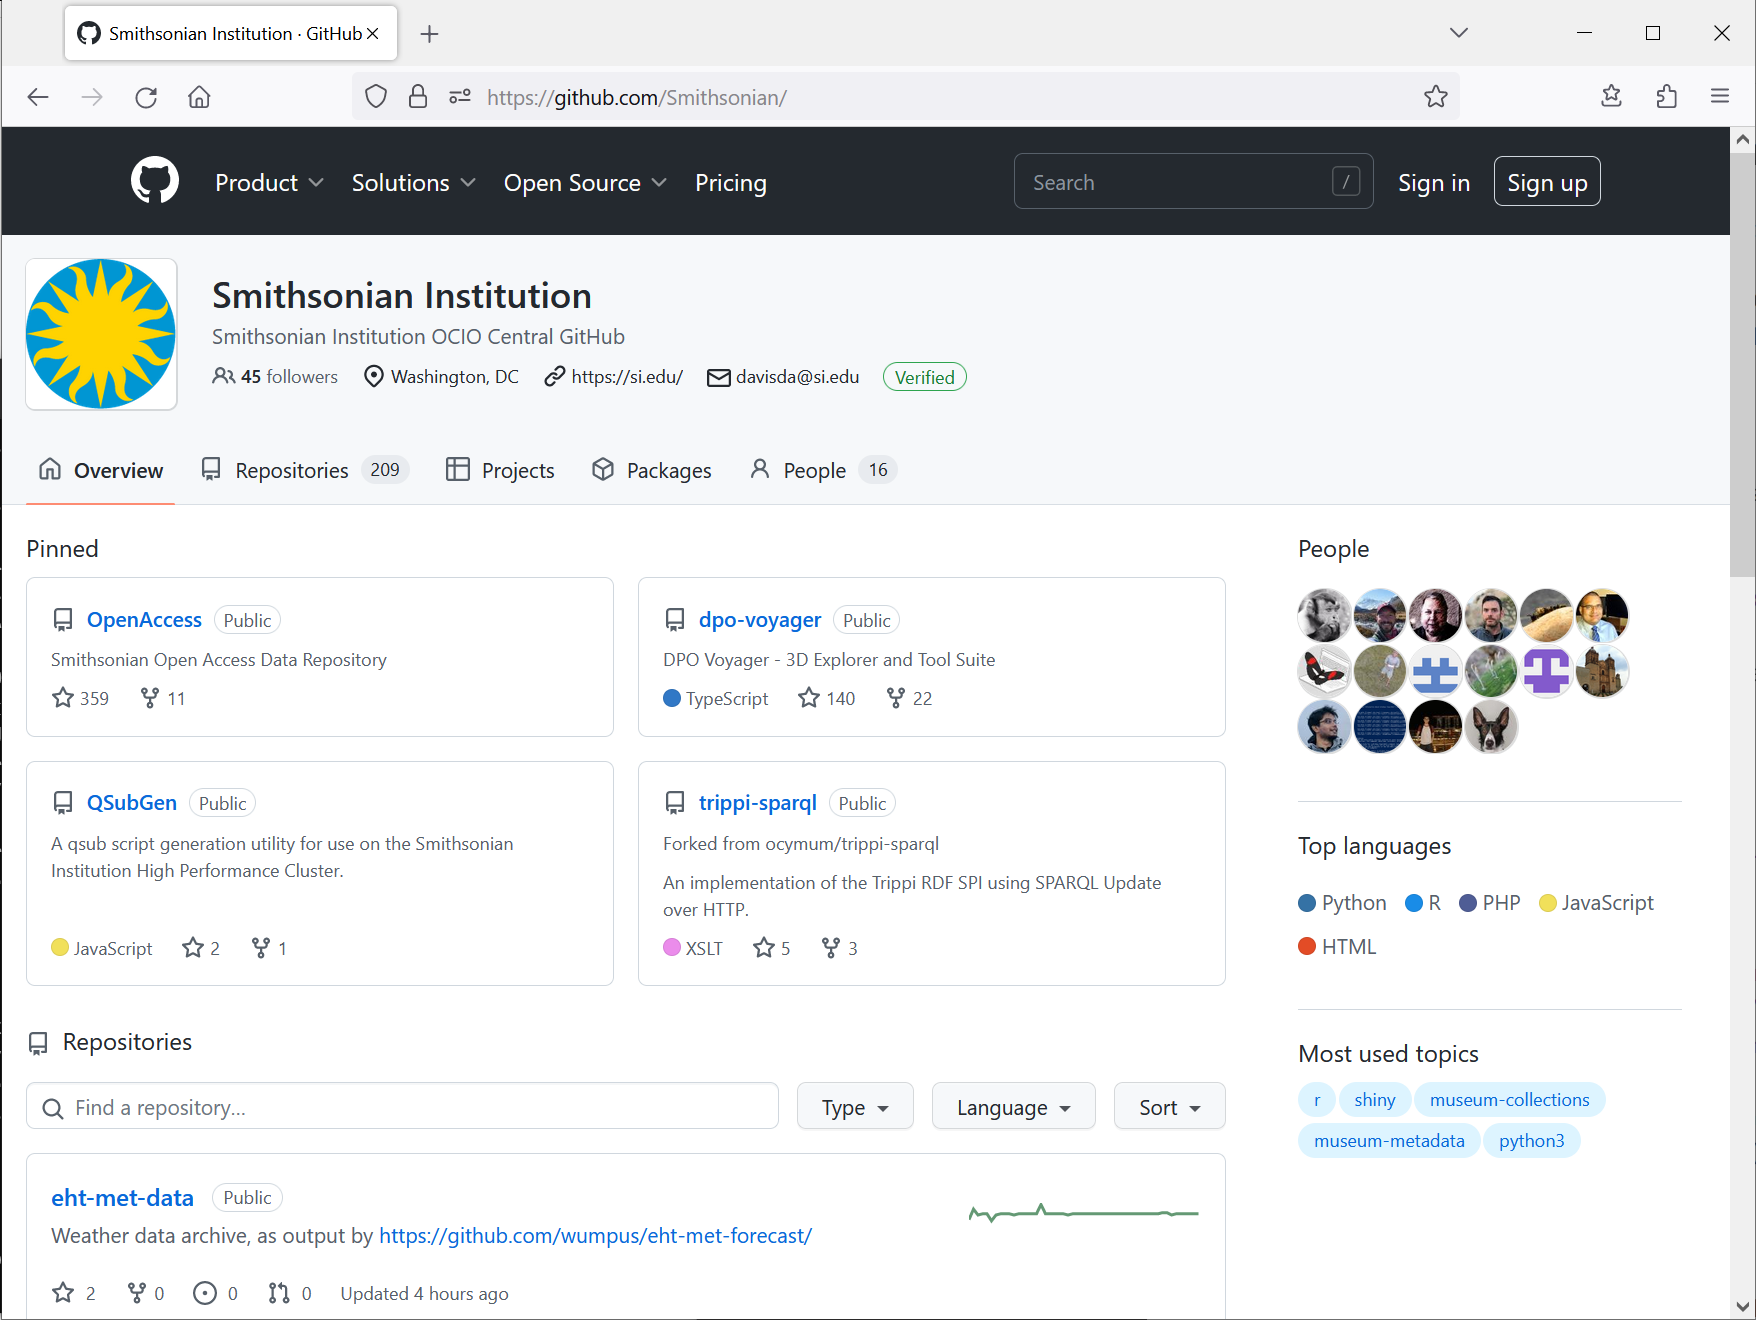 Smithsonian Institution · GitHub
https://github.com/Smithsonian/
Product Solutions Open Source Pricing Search / Sign in Sign up
Smithsonian Institution
Smithsonian Institution OCIO Central GitHub
45 followers Washington, DC https://si.edu/ davisda@si.edu Verified
Overview Repositories 209 Projects Packages People 16
Pinned
OpenAccess Public
Smithsonian Open Access Data Repository
359 11
dpo-voyager Public
DPO Voyager - 3D Explorer and Tool Suite
TypeScript 140 22
QSubGen Public
A qsub script generation utility for use on the Smithsonian
Institution High Performance Cluster.
JavaScript 2 1
trippi-sparql Public
Forked from ocymum/trippi-sparql
An implementation of the Trippi RDF SPI using SPARQL Update
over HTTP.
XSLT 5 3
Repositories
Find a repository... Type Language Sort
eht-met-data Public
Weather data archive, as output by https://github.com/wumpus/eht-met-forecast/
2 0 0 0 Updated 4 hours ago
People
Top languages
Python R PHP JavaScript
HTML
Most used topics
r shiny museum-collections
museum-metadata python3